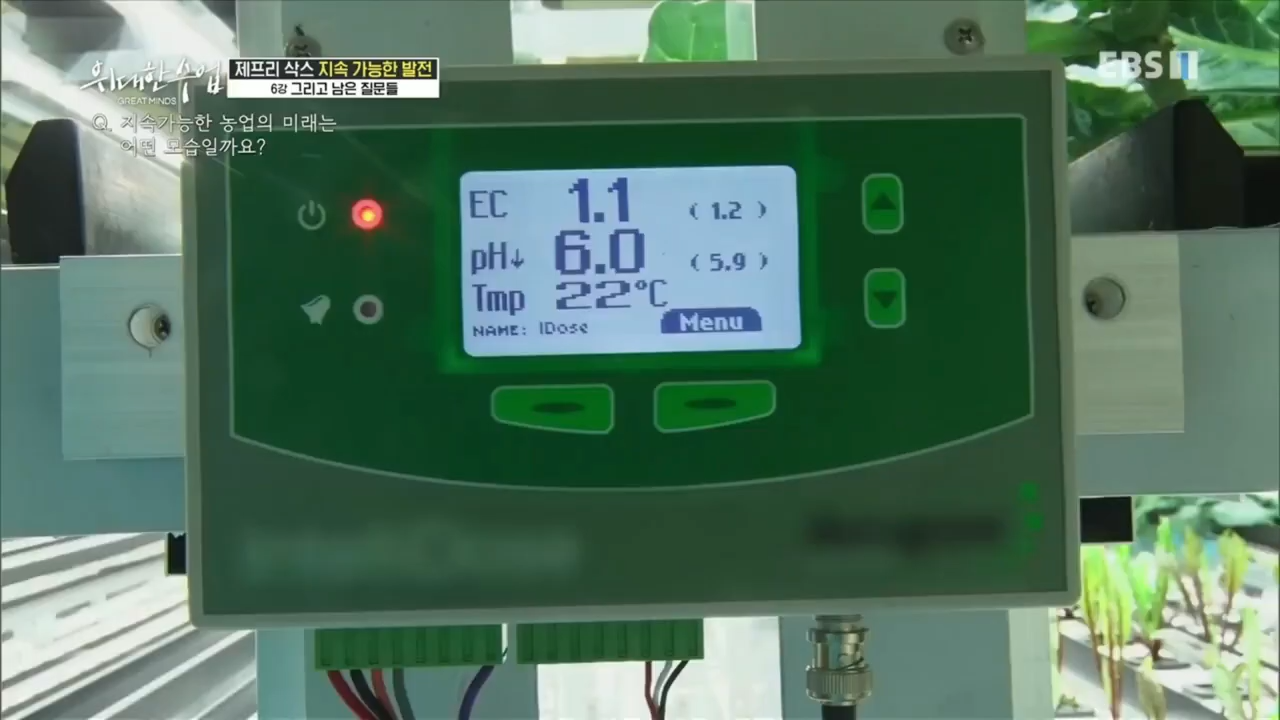 위대한 수업
GREAT MINDS
제프리 삭스 지속 가능한 발전
6강 그리고 남은 질문들
EBS 1
Q. 지속가능한 농업의 미래는
어떤 모습일까요?
EC 1.1 ( 1.2 )
pH↓ 6.0 ( 5.9 )
Tmp 22°C
NAME: IDose Menu